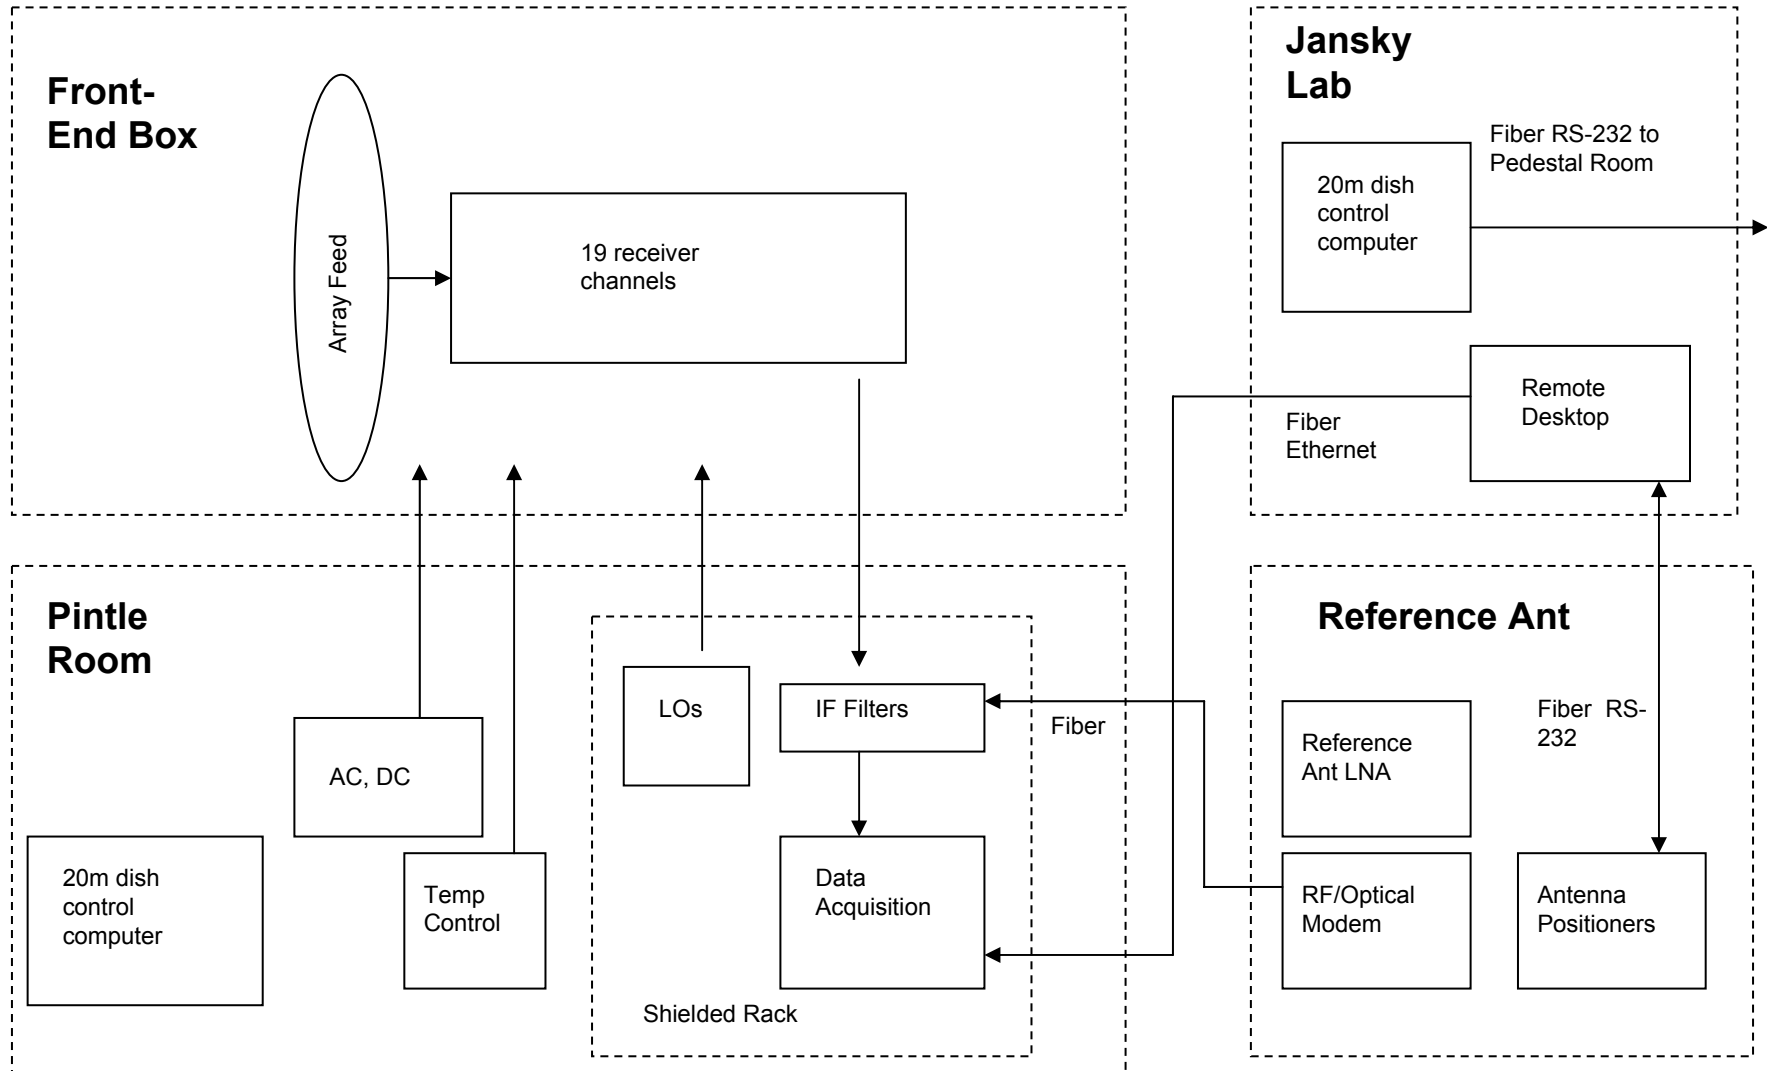 Front-
End Box
Array Feed
19 receiver
channels
Jansky
Lab
20m dish
control
computer
Fiber RS-232 to
Pedestal Room
Remote
Desktop
Fiber
Ethernet
Pintle
Room
AC, DC
20m dish
control
computer
Temp
Control
LOs
IF Filters
Data
Acquisition
Shielded Rack
Fiber
Reference Ant
Reference
Ant LNA
Fiber RS-
232
RF/Optical
Modem
Antenna
Positioners